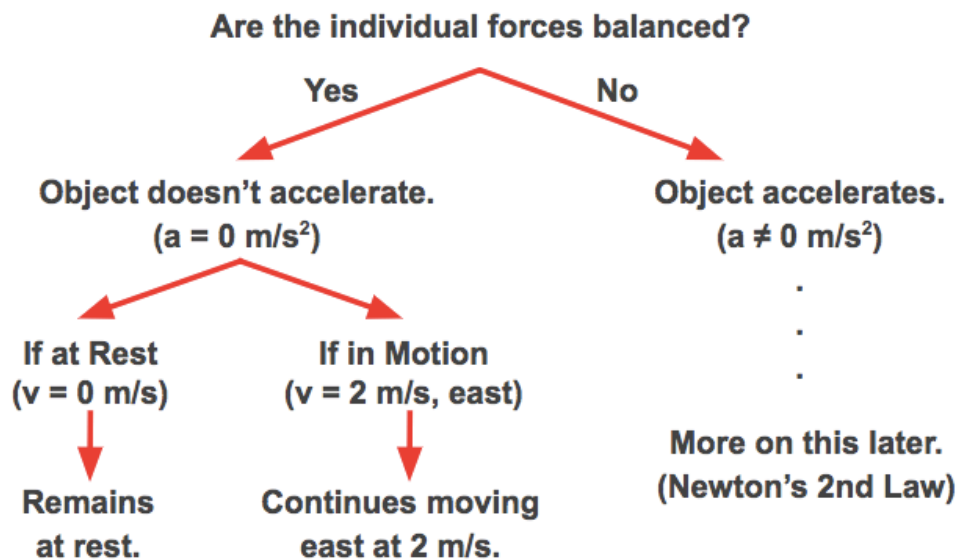 Are the individual forces balanced?
Yes
No
Object doesn’t accelerate.
(a = 0 m/s²)
Object accelerates.
(a ≠ 0 m/s²)
.
.
.
If at Rest
(v = 0 m/s)
If in Motion
(v = 2 m/s, east)
More on this later.
(Newton’s 2nd Law)
Remains
at rest.
Continues moving
east at 2 m/s.